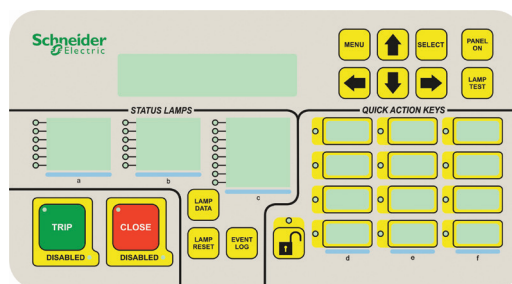 Schneider
Electric
MENU
SELECT
PANEL
ON
LAMP
TEST
STATUS LAMPS
QUICK ACTION KEYS
a
b
c
LAMP
DATA
TRIP
CLOSE
LAMP
RESET
EVENT
LOG
DISABLED
DISABLED
d
e
f